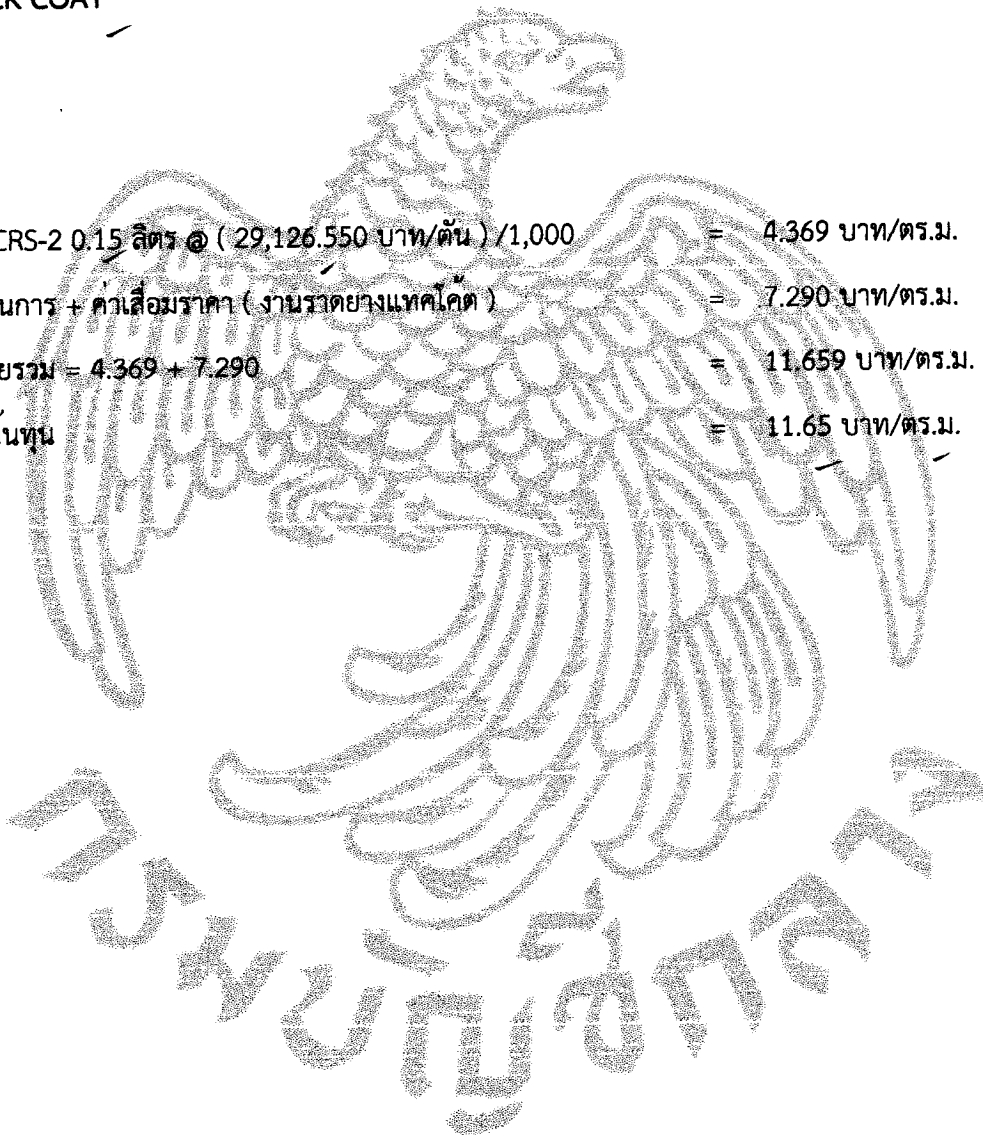 CK COAT
CRS-2 0.15 ลิตร @ ( 29,126.550 บาท/ตัน ) /1,000 = 4.369 บาท/ตร.ม.
นการ + ค่าเสื่อมราคา ( งานราดยางแทคโค้ต ) = 7.290 บาท/ตร.ม.
ยรวม = 4.369 + 7.290 = 11.659 บาท/ตร.ม.
้นทุน = 11.65 บาท/ตร.ม.
กรมบัญชีกลาง